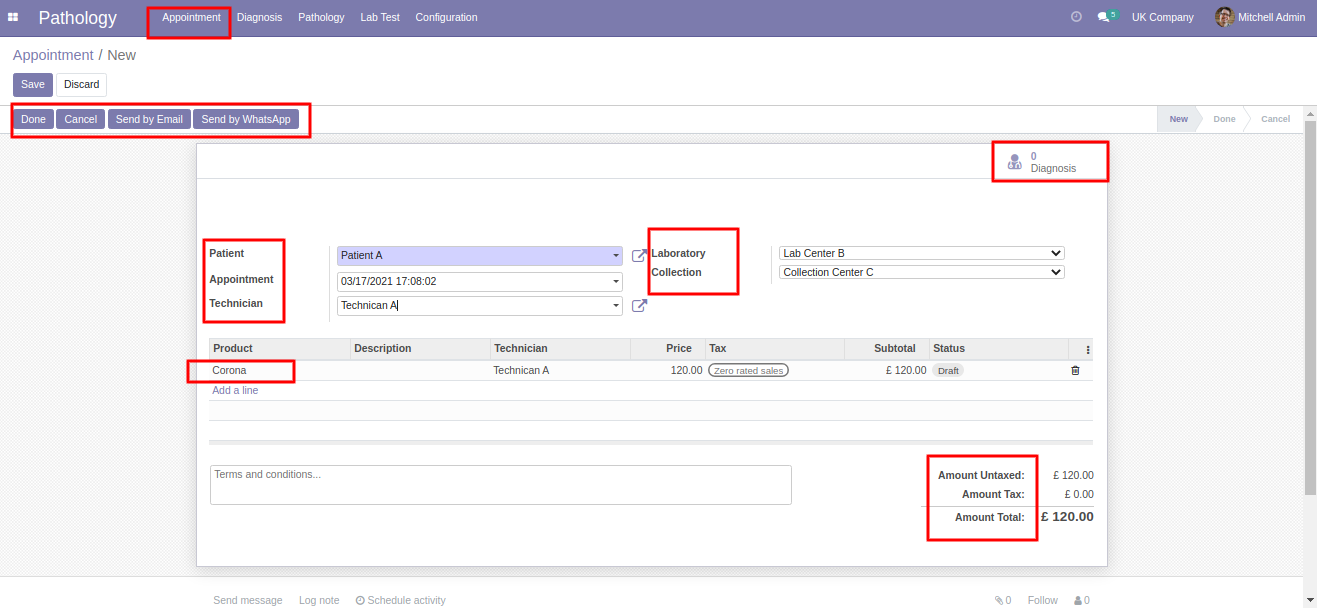 Pathology Appointment Diagnosis Pathology Lab Test Configuration 5 UK Company Mitchell Admin
Appointment / New
Save Discard
Done Cancel Send by Email Send by WhatsApp New Done Cancel
0
Diagnosis
Patient Patient A Laboratory Lab Center B
Collection Collection Center C
Appointment 03/17/2021 17:08:02
Technician Technican A
Product Description Technician Price Tax Subtotal Status
Corona Technican A 120.00 Zero rated sales £ 120.00 Draft
Add a line
Terms and conditions... Amount Untaxed: £ 120.00
Amount Tax: £ 0.00
Amount Total: £ 120.00
Send message Log note Schedule activity 0 Follow 0